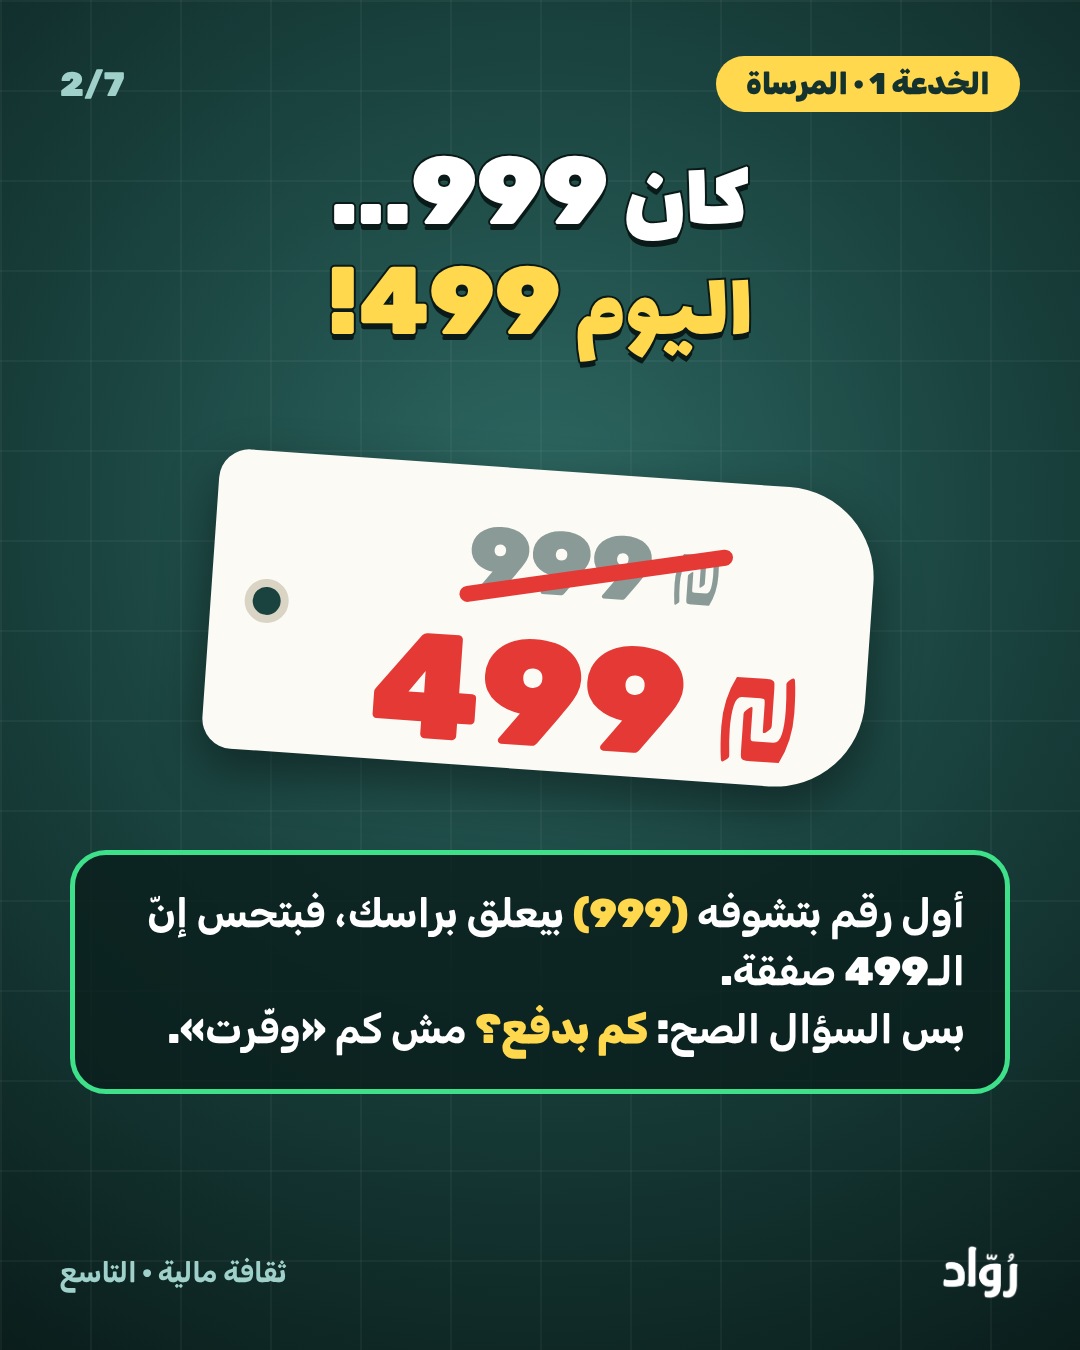 الخدعة 1 • المرساة
2/7
كان 999...
اليوم 499!
₪ 999
₪ 499
أول رقم بتشوفه (999) بيعلق براسك، فبتحس إنّ
الـ499 صفقة.
بس السؤال الصح: كم بدفع؟ مش كم «وفّرت».
رُوّاد
ثقافة مالية • التاسع